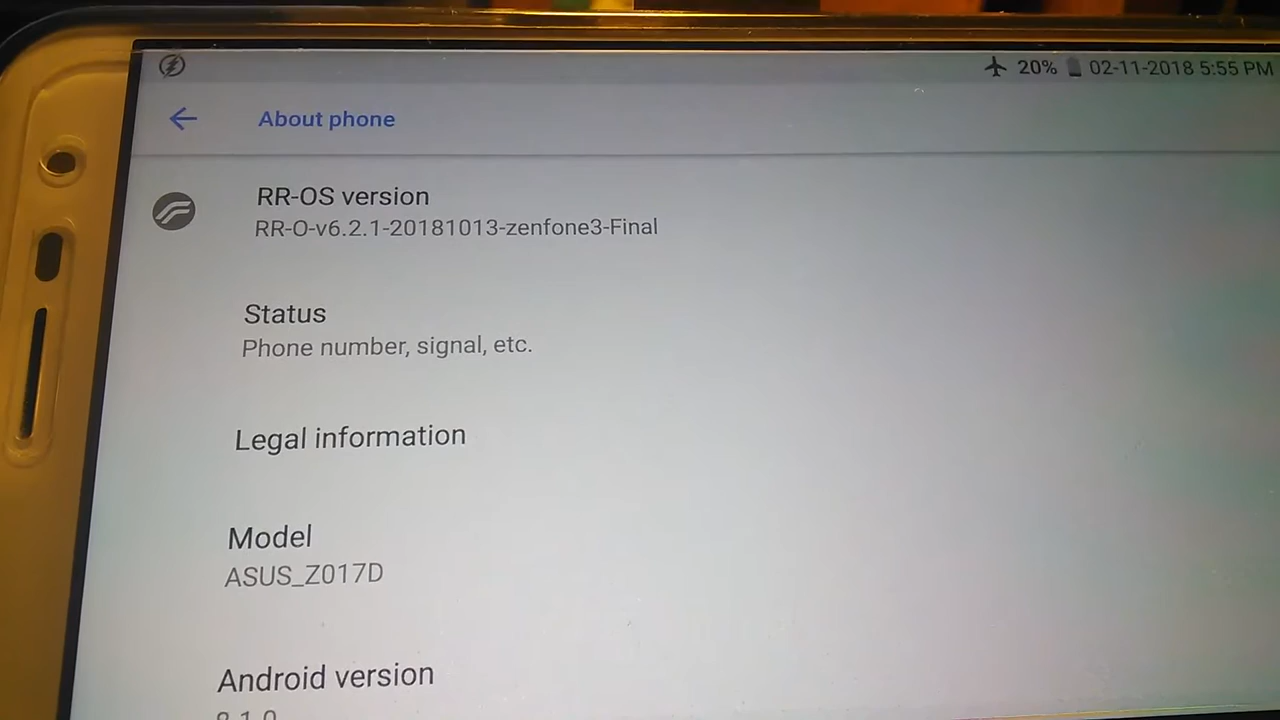 20% 02-11-2018 5:55 PM
About phone
RR-OS version
RR-O-v6.2.1-20181013-zenfone3-Final
Status
Phone number, signal, etc.
Legal information
Model
ASUS_Z017D
Android version